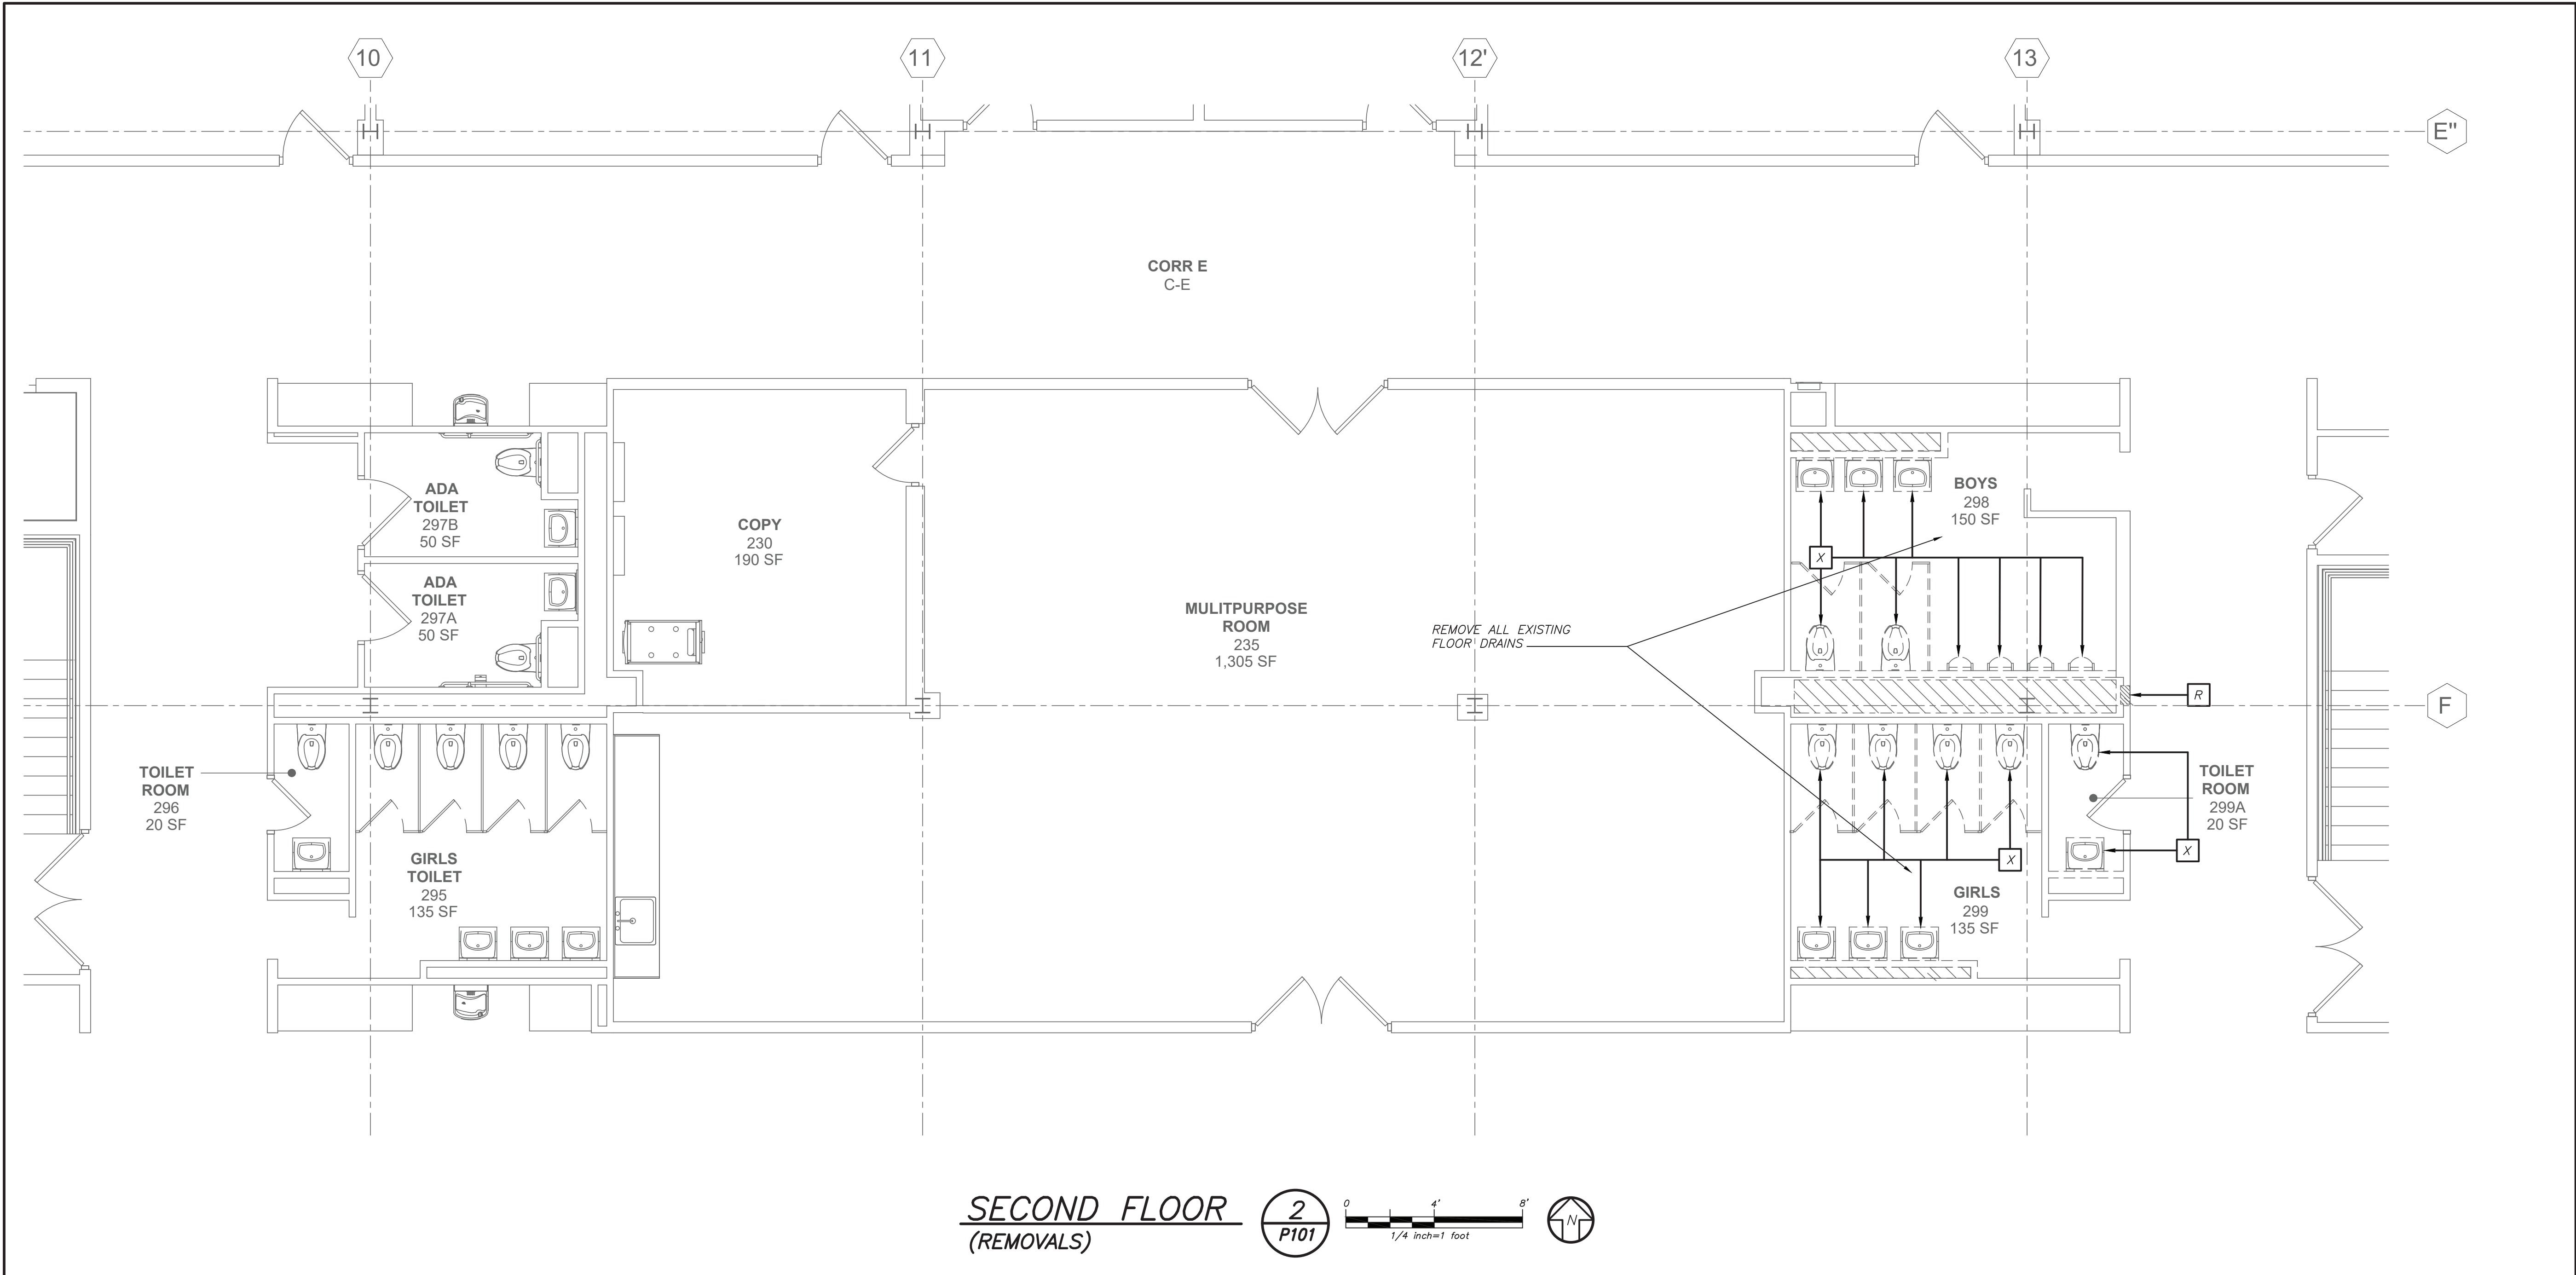 10
11
12'
13
E"
CORR E
C-E
ADA
TOILET
297B
50 SF
COPY
230
190 SF
BOYS
298
150 SF
X
ADA
TOILET
297A
50 SF
MULITPURPOSE
ROOM
235
1,305 SF
REMOVE ALL EXISTING
FLOOR DRAINS
R
F
TOILET
ROOM
296
20 SF
TOILET
ROOM
299A
20 SF
X
X
GIRLS
TOILET
295
135 SF
GIRLS
299
135 SF
SECOND FLOOR
(REMOVALS)
2
P101
0 4' 8'
1/4 inch=1 foot
N